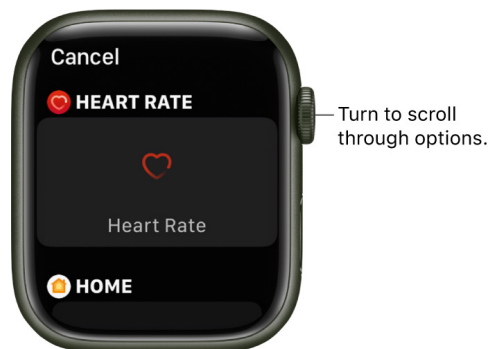 Cancel
HEART RATE
Turn to scroll
through options.
Heart Rate
HOME